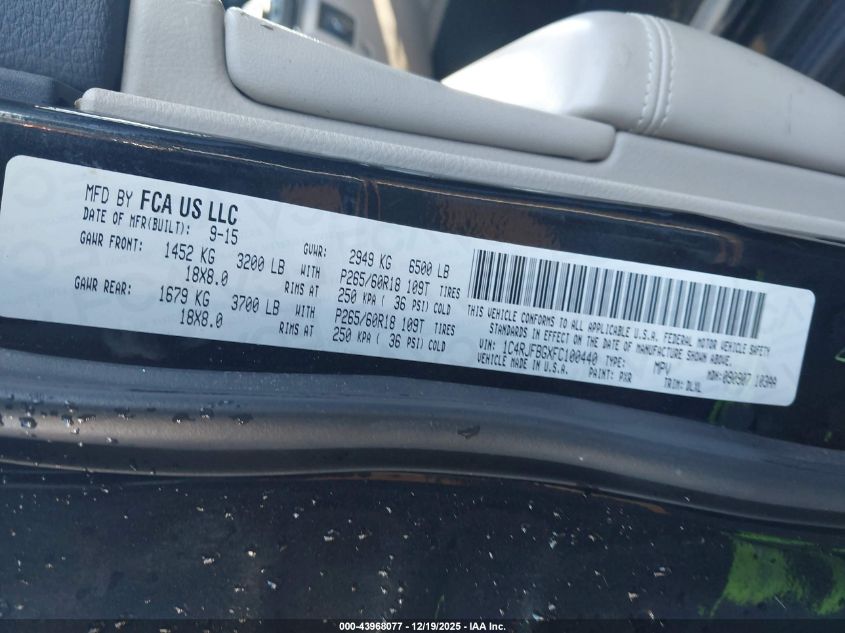 MFD BY FCA US LLC
DATE OF MFR(BUILT): 9-15 GVWR: 2949 KG 6500 LB
GAWR FRONT: 1452 KG 3200 LB WITH P265/60R18 109T TIRES
18X8.0 RIMS AT 250 KPA ( 36 PSI) COLD
GAWR REAR: 1679 KG 3700 LB WITH P265/60R18 109T TIRES
18X8.0 RIMS AT 250 KPA ( 36 PSI) COLD
THIS VEHICLE CONFORMS TO ALL APPLICABLE U.S.A. FEDERAL MOTOR VEHICLE SAFETY
STANDARDS IN EFFECT ON THE DATE OF MANUFACTURE SHOWN ABOVE.
VIN: 1C4RJFBGXFC100440 TYPE: MPV MDH: 090907 10399
MADE IN U.S.A. PAINT: PXR TRIM: DLXL
000-43968077 - 12/19/2025 - IAA Inc.